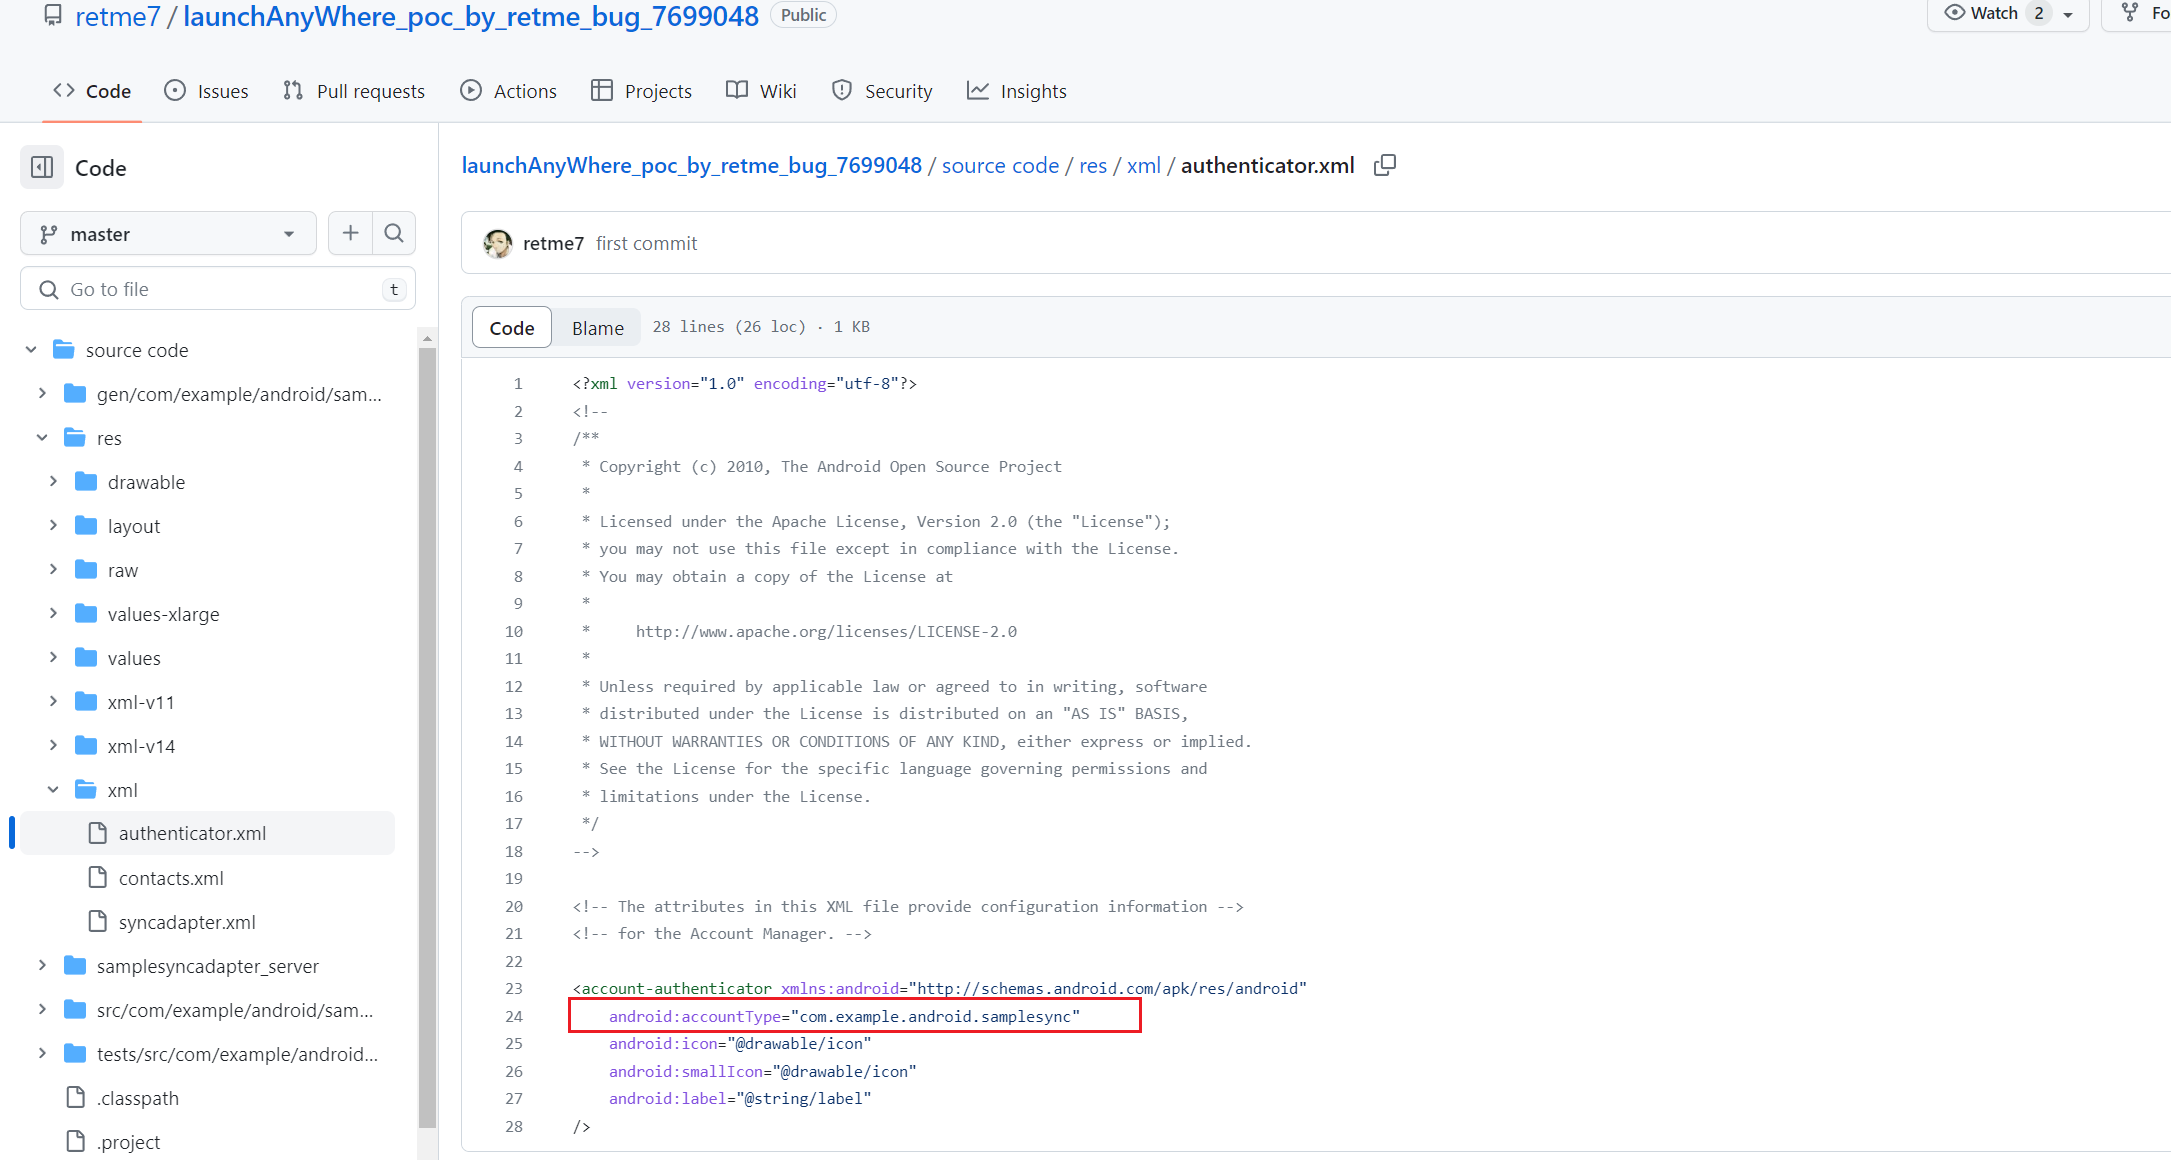 retme7 / launchAnyWhere_poc_by_retme_bug_7699048 Public
Watch 2
Fo
Code Issues Pull requests Actions Projects Wiki Security Insights
Code
master
Go to file t
source code
gen/com/example/android/sam...
res
drawable
layout
raw
values-xlarge
values
xml-v11
xml-v14
xml
authenticator.xml
contacts.xml
syncadapter.xml
samplesyncadapter_server
src/com/example/android/sam...
tests/src/com/example/android...
.classpath
.project
launchAnyWhere_poc_by_retme_bug_7699048 / source code / res / xml / authenticator.xml
retme7 first commit
Code Blame 28 lines (26 loc) · 1 KB
1 <?xml version="1.0" encoding="utf-8"?>
2 <!--
3 /**
4 * Copyright (c) 2010, The Android Open Source Project
5 *
6 * Licensed under the Apache License, Version 2.0 (the "License");
7 * you may not use this file except in compliance with the License.
8 * You may obtain a copy of the License at
9 *
10 * http://www.apache.org/licenses/LICENSE-2.0
11 *
12 * Unless required by applicable law or agreed to in writing, software
13 * distributed under the License is distributed on an "AS IS" BASIS,
14 * WITHOUT WARRANTIES OR CONDITIONS OF ANY KIND, either express or implied.
15 * See the License for the specific language governing permissions and
16 * limitations under the License.
17 */
18 -->
19
20 <!-- The attributes in this XML file provide configuration information -->
21 <!-- for the Account Manager. -->
22
23 <account-authenticator xmlns:android="http://schemas.android.com/apk/res/android"
24 android:accountType="com.example.android.samplesync"
25 android:icon="@drawable/icon"
26 android:smallIcon="@drawable/icon"
27 android:label="@string/label"
28 />